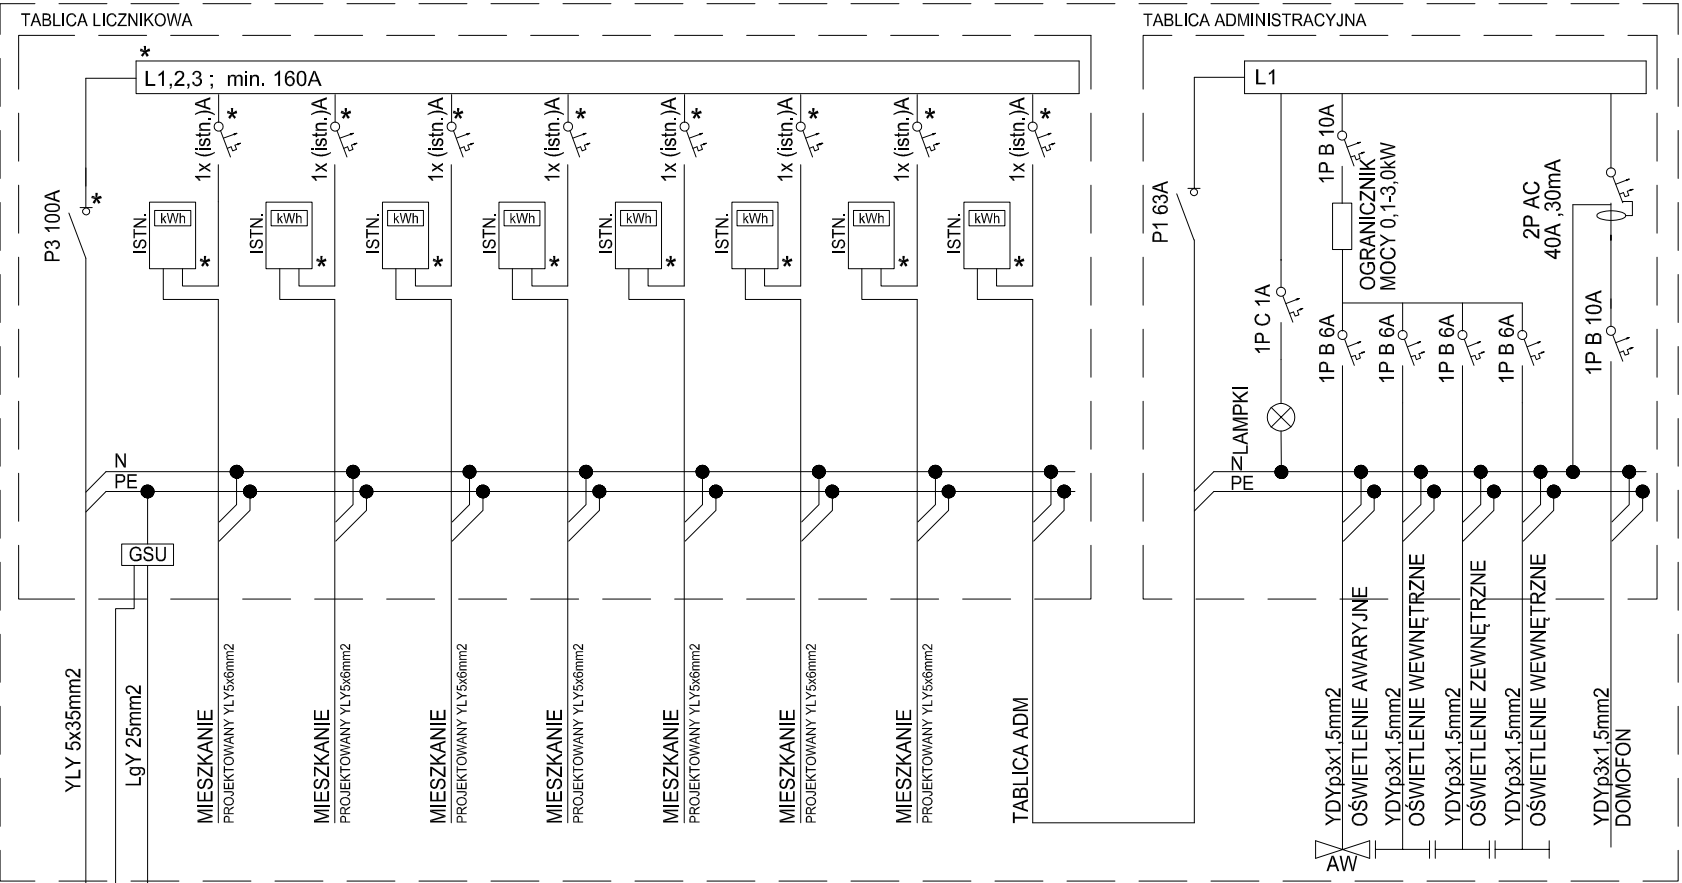 TABLICA LICZNIKOWA
TABLICA ADMINISTRACYJNA
*
L1,2,3 ; min. 160A
L1
1x (istn.)A *
1x (istn.)A *
1x (istn.)A *
1x (istn.)A *
1x (istn.)A *
1x (istn.)A *
1x (istn.)A *
1x (istn.)A *
P3 100A *
ISTN. kWh *
ISTN. kWh *
ISTN. kWh *
ISTN. kWh *
ISTN. kWh *
ISTN. kWh *
ISTN. kWh *
ISTN. kWh *
P1 63A
1P B 10A
OGRANICZNIK
MOCY 0,1-3,0kW
2P AC
40A ,30mA
1P C 1A
1P B 6A
1P B 6A
1P B 6A
1P B 6A
1P B 10A
LAMPKI
N
PE
N
PE
GSU
YLY 5x35mm2
LgY 25mm2
MIESZKANIE
PROJEKTOWANY YLY5x6mm2
MIESZKANIE
PROJEKTOWANY YLY5x6mm2
MIESZKANIE
PROJEKTOWANY YLY5x6mm2
MIESZKANIE
PROJEKTOWANY YLY5x6mm2
MIESZKANIE
PROJEKTOWANY YLY5x6mm2
MIESZKANIE
PROJEKTOWANY YLY5x6mm2
MIESZKANIE
PROJEKTOWANY YLY5x6mm2
TABLICA ADM
YDYp3x1,5mm2
OŚWIETLENIE AWARYJNE
YDYp3x1,5mm2
OŚWIETLENIE WEWNĘTRZNE
YDYp3x1,5mm2
OŚWIETLENIE ZEWNĘTRZNE
YDYp3x1,5mm2
OŚWIETLENIE WEWNĘTRZNE
YDYp3x1,5mm2
DOMOFON
AW